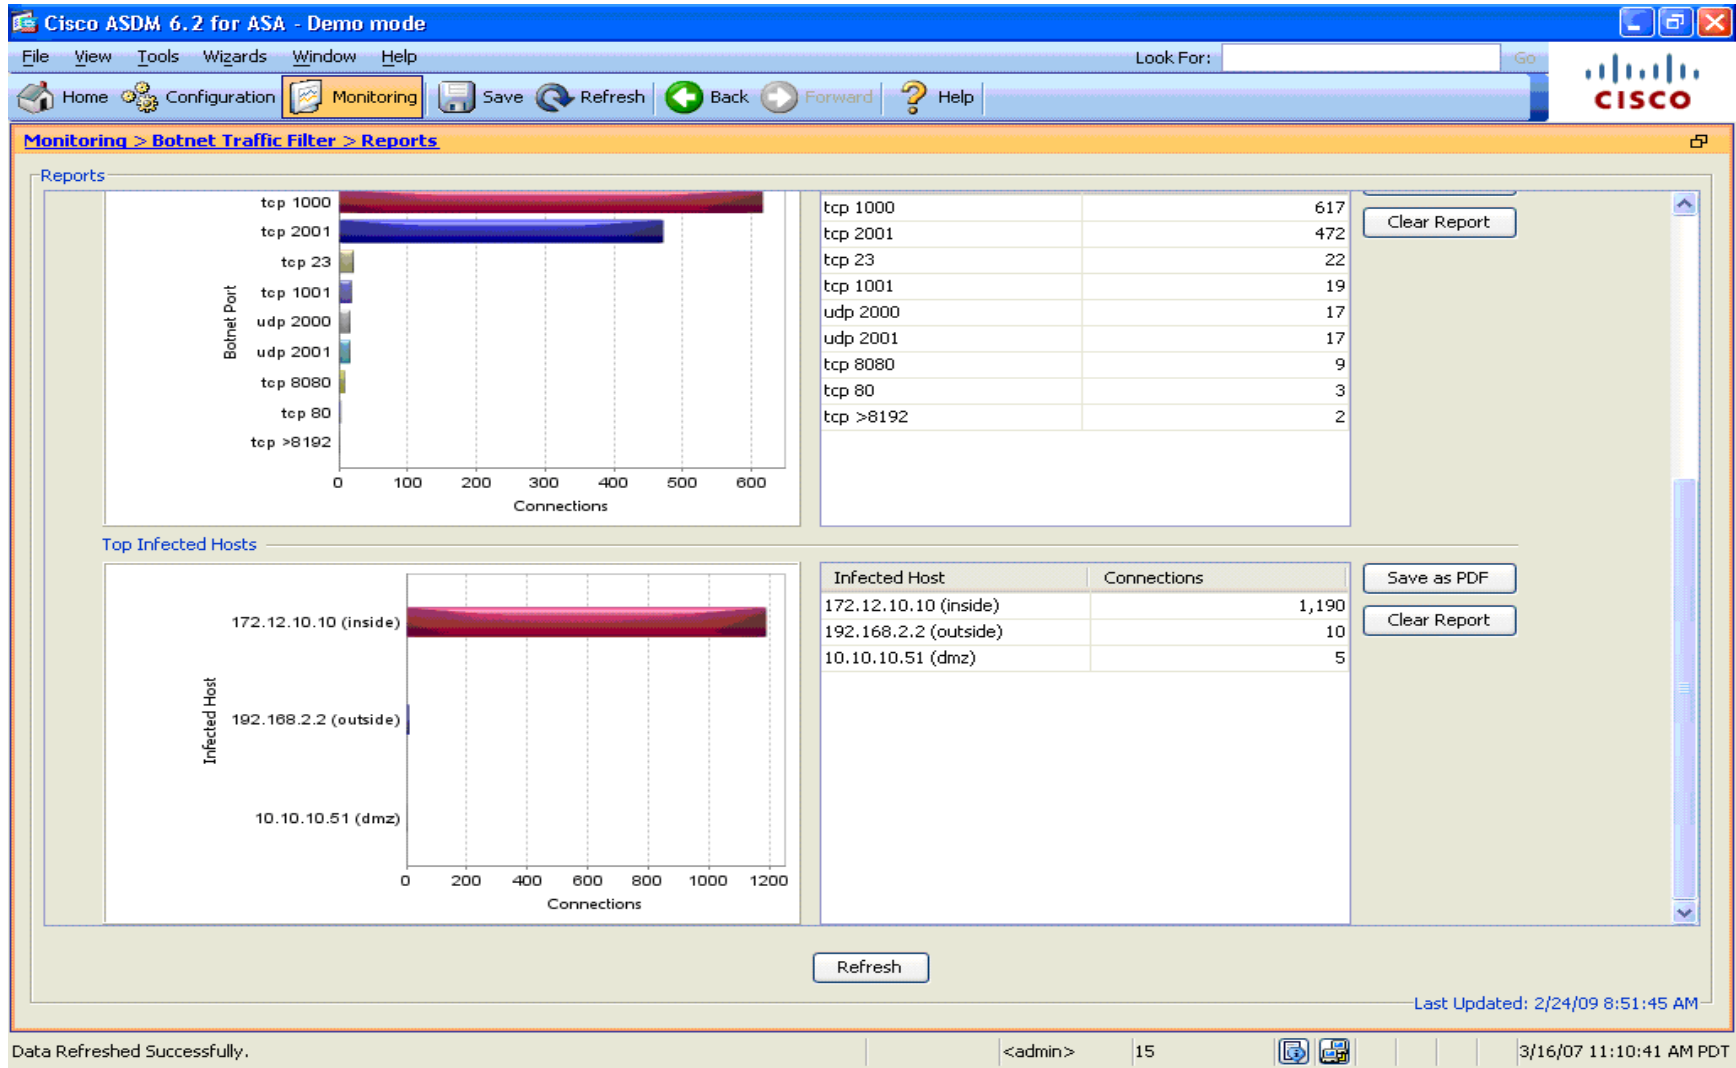 Cisco ASDM 6.2 for ASA - Demo mode
File View Tools Wizards Window Help Look For: Go
Home Configuration Monitoring Save Refresh Back Forward Help
CISCO
Monitoring > Botnet Traffic Filter > Reports
Reports
Botnet Port
tcp 1000
tcp 2001
tcp 23
tcp 1001
udp 2000
udp 2001
tcp 8080
tcp 80
tcp >8192
0 100 200 300 400 500 600
Connections
tcp 1000 617
tcp 2001 472
tcp 23 22
tcp 1001 19
udp 2000 17
udp 2001 17
tcp 8080 9
tcp 80 3
tcp >8192 2
Clear Report
Top Infected Hosts
Infected Host
172.12.10.10 (inside)
192.168.2.2 (outside)
10.10.10.51 (dmz)
0 200 400 600 800 1000 1200
Connections
Infected Host Connections
172.12.10.10 (inside) 1,190
192.168.2.2 (outside) 10
10.10.10.51 (dmz) 5
Save as PDF
Clear Report
Refresh
Last Updated: 2/24/09 8:51:45 AM
Data Refreshed Successfully. <admin> 15 3/16/07 11:10:41 AM PDT